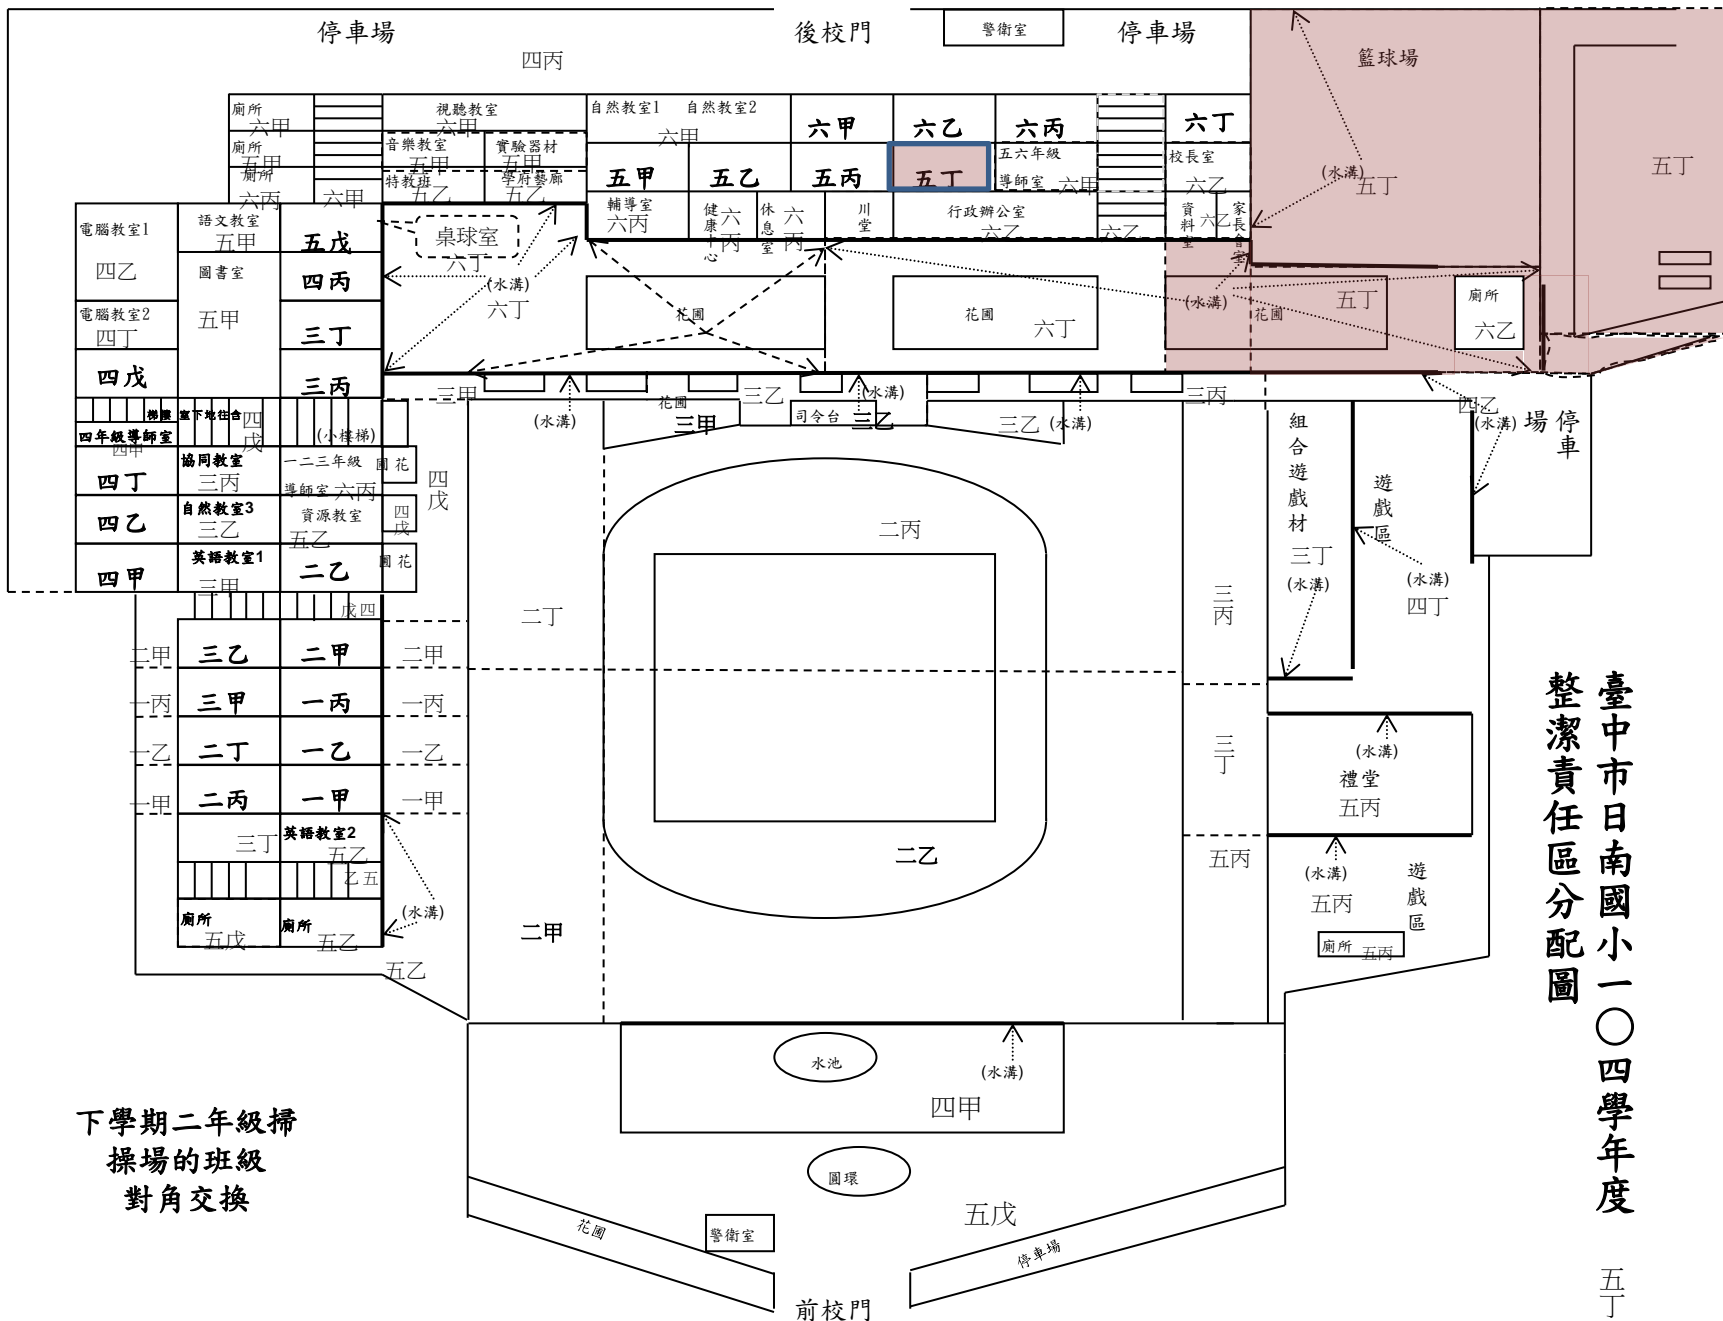 停車場
後校門
警衛室
停車場
籃球場
四丙
廁所
六甲
視聽教室
六甲
自然教室1
自然教室2
六甲
六甲
六乙
六丙
六丁
廁所
五甲
音樂教室
五甲
實驗器材
五甲
五甲
五乙
五丙
五丁
五六年級
導師室
六甲
校長室
六乙
(水溝)
五丁
五丁
廁所
六丙
六甲
特教班
五乙
學府藝廊
五乙
輔導室
六丙
健康中心
六丙
休息室
六丙
川堂
行政辦公室
六乙
六乙
資料室
六乙
家長會室
電腦教室1
四乙
語文教室
五甲
五戊
桌球室
六丁
圖書室
五甲
四丙
(水溝)
六丁
花圃
花圃
六丁
(水溝)
花圃
五丁
廁所
六乙
電腦教室2
四丁
三丁
四戊
三丙
三甲
(水溝)
花圃
三甲
三乙
司令台
三乙
(水溝)
三乙
(水溝)
三丙
四乙
(水溝)
停車場
梯樓
室下地往含
四戊
(小樓梯)
四年級導師室
四甲
四丁
協同教室
三丙
一二三年級
導師室
六丙
圃花
四戊
四乙
自然教室3
三乙
資源教室
五乙
四戊
四甲
英語教室1
三甲
二乙
圃花
戊四
組合遊戲材
三丁
(水溝)
遊戲區
(水溝)
四丁
二丙
二丁
三丙
二甲
三乙
二甲
二甲
一丙
三甲
一丙
一丙
一乙
二丁
一乙
一乙
一甲
二丙
一甲
一甲
三丁
英語教室2
五乙
乙五
廁所
五戊
廁所
五乙
(水溝)
五乙
二乙
二甲
三丁
(水溝)
禮堂
五丙
五丙
(水溝)
五丙
遊戲區
廁所
五丙
臺中市日南國小一〇四學年度
整潔責任區分配圖
五丁
水池
(水溝)
四甲
圓環
五戊
花圃
警衛室
停車場
前校門
下學期二年級掃
操場的班級
對角交換